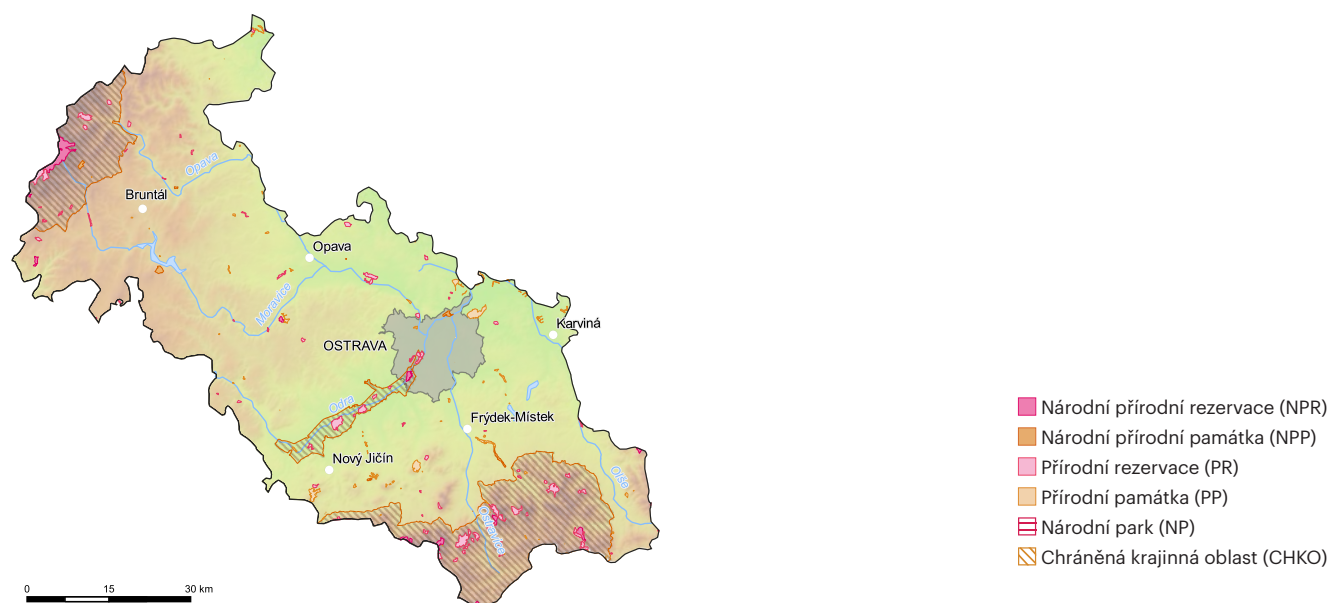 Opava
Bruntál
Opava
Moravice
OSTRAVA
Karviná
Odra
Frýdek-Místek
Nový Jičín
Olše
Ostravice
0 15 30 km
Národní přírodní rezervace (NPR)
Národní přírodní památka (NPP)
Přírodní rezervace (PR)
Přírodní památka (PP)
Národní park (NP)
Chráněná krajinná oblast (CHKO)